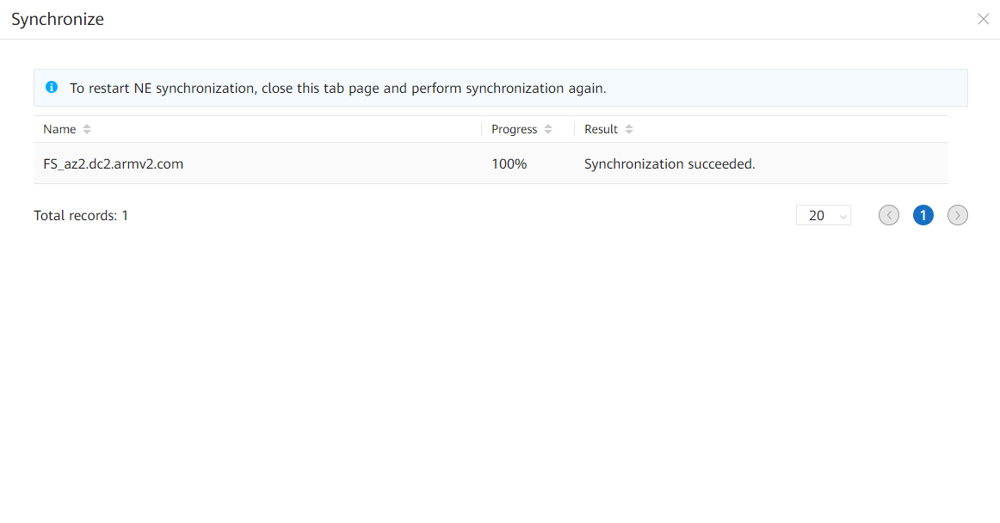 Synchronize
To restart NE synchronization, close this tab page and perform synchronization again.
Name Progress Result
FS_az2.dc2.armv2.com 100% Synchronization succeeded.
Total records: 1 20 1